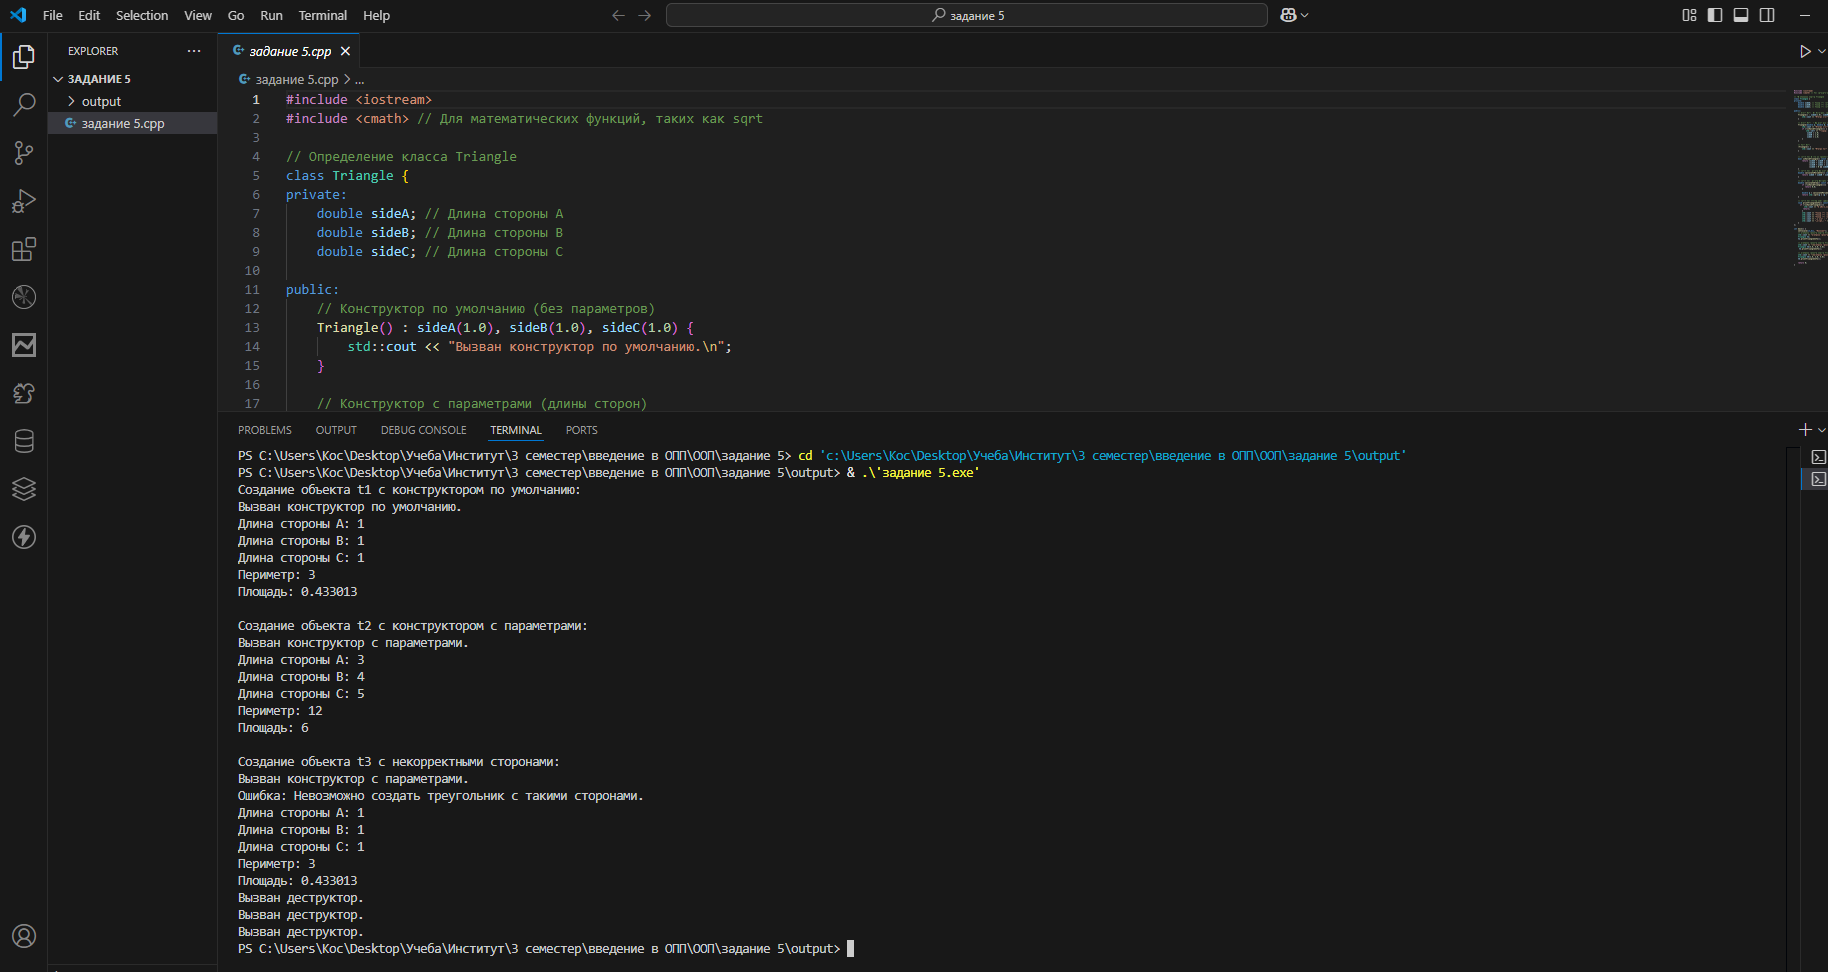 File Edit Selection View Go Run Terminal Help
задание 5
EXPLORER
ЗАДАНИЕ 5
output
задание 5.cpp
задание 5.cpp
задание 5.cpp > ...
1 #include <iostream>
2 #include <cmath> // Для математических функций, таких как sqrt
3
4 // Определение класса Triangle
5 class Triangle {
6 private:
7 double sideA; // Длина стороны A
8 double sideB; // Длина стороны B
9 double sideC; // Длина стороны C
10
11 public:
12 // Конструктор по умолчанию (без параметров)
13 Triangle() : sideA(1.0), sideB(1.0), sideC(1.0) {
14 std::cout << "Вызван конструктор по умолчанию.\n";
15 }
16
17 // Конструктор с параметрами (длины сторон)
PROBLEMS OUTPUT DEBUG CONSOLE TERMINAL PORTS
PS C:\Users\Koc\Desktop\Учеба\Институт\3 семестр\введение в ОПП\ООП\задание 5> cd 'c:\Users\Koc\Desktop\Учеба\Институт\3 семестр\введение в ОПП\ООП\задание 5\output'
PS C:\Users\Koc\Desktop\Учеба\Институт\3 семестр\введение в ОПП\ООП\задание 5\output> & .\'задание 5.exe'
Создание объекта t1 с конструктором по умолчанию:
Вызван конструктор по умолчанию.
Длина стороны A: 1
Длина стороны B: 1
Длина стороны C: 1
Периметр: 3
Площадь: 0.433013
Создание объекта t2 с конструктором с параметрами:
Вызван конструктор с параметрами.
Длина стороны A: 3
Длина стороны B: 4
Длина стороны C: 5
Периметр: 12
Площадь: 6
Создание объекта t3 с некорректными сторонами:
Вызван конструктор с параметрами.
Ошибка: Невозможно создать треугольник с такими сторонами.
Длина стороны A: 1
Длина стороны B: 1
Длина стороны C: 1
Периметр: 3
Площадь: 0.433013
Вызван деструктор.
Вызван деструктор.
Вызван деструктор.
PS C:\Users\Koc\Desktop\Учеба\Институт\3 семестр\введение в ОПП\ООП\задание 5\output>